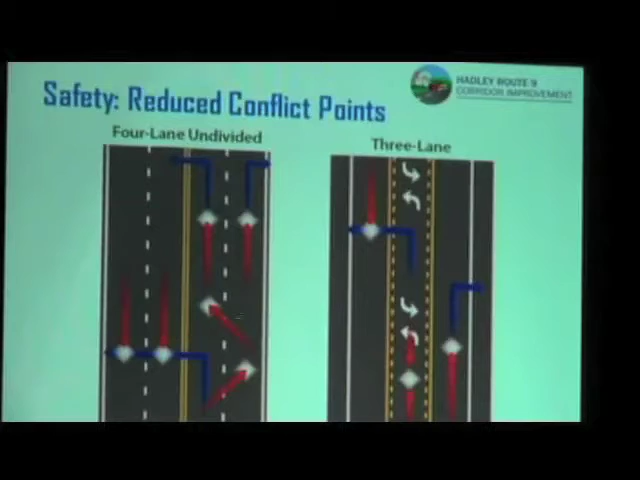 HADLEY ROUTE 9
CORRIDOR IMPROVEMENT
Safety: Reduced Conflict Points
Four-Lane Undivided
Three-Lane